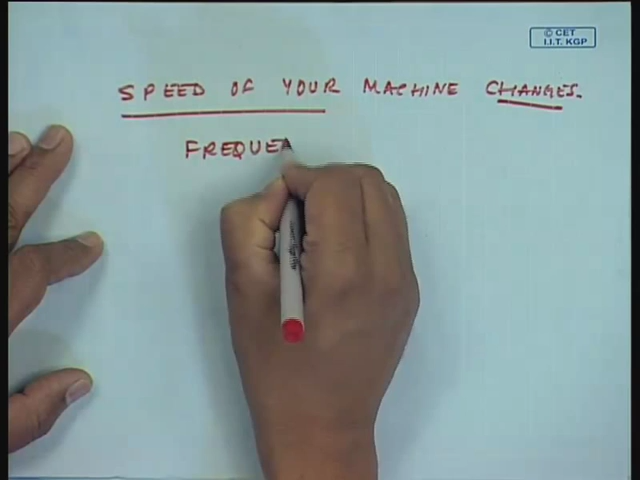 © CET
I.I.T. KGP
SPEED OF YOUR MACHINE CHANGES.
FREQUE